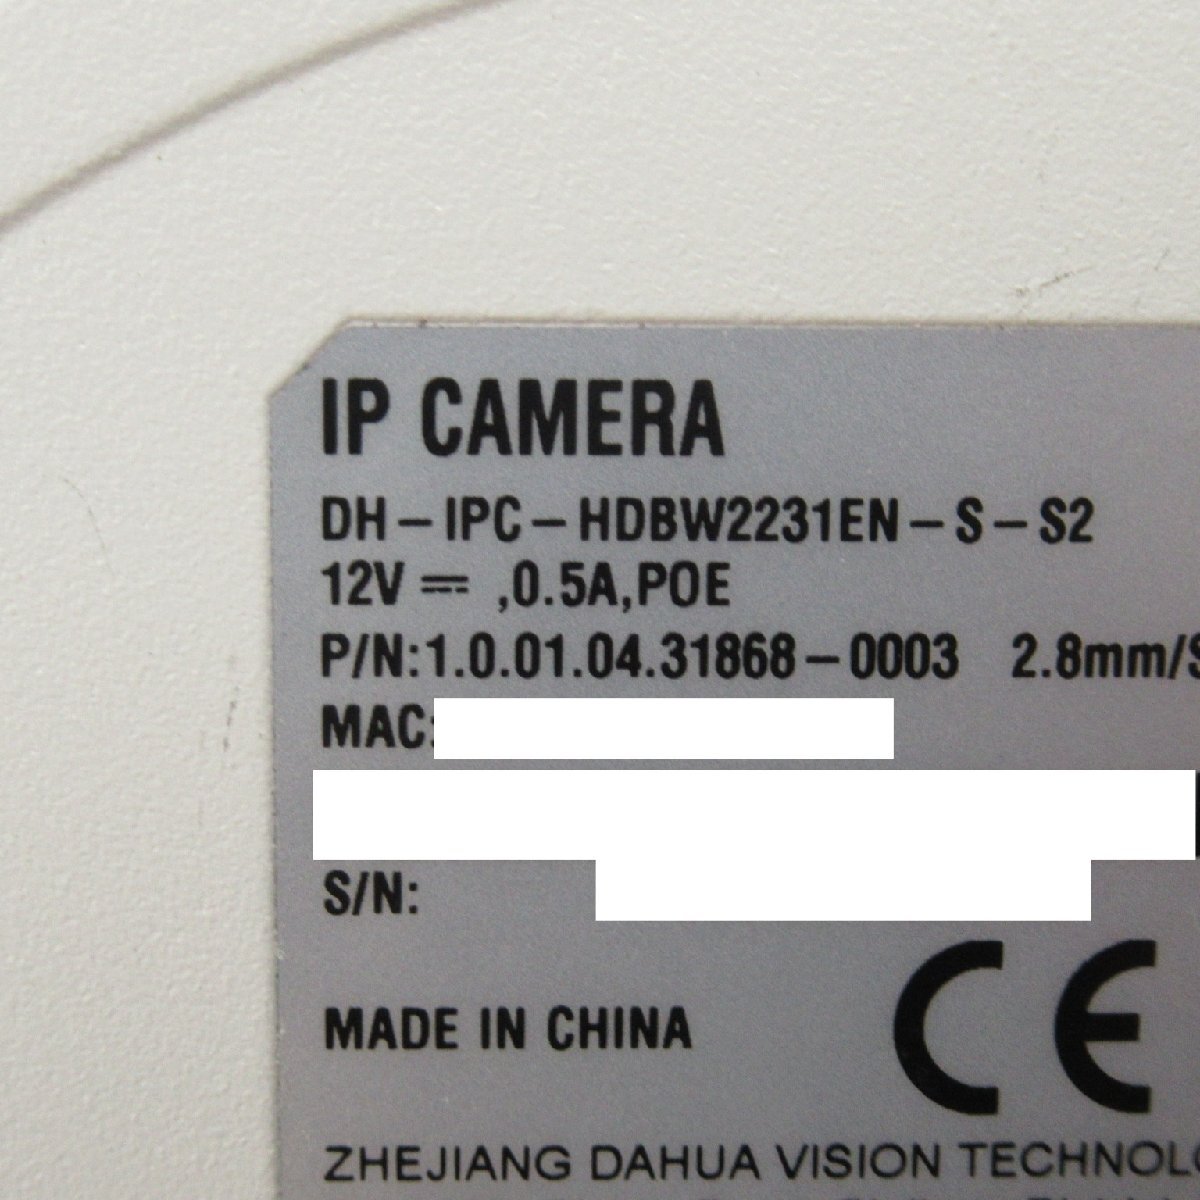 IP CAMERA
DH-IPC-HDBW2231EN-S-S2
12V⎓ ,0.5A,POE
P/N:1.0.01.04.31868-0003 2.8mm/S
MAC:
S/N:
MADE IN CHINA
CE
ZHEJIANG DAHUA VISION